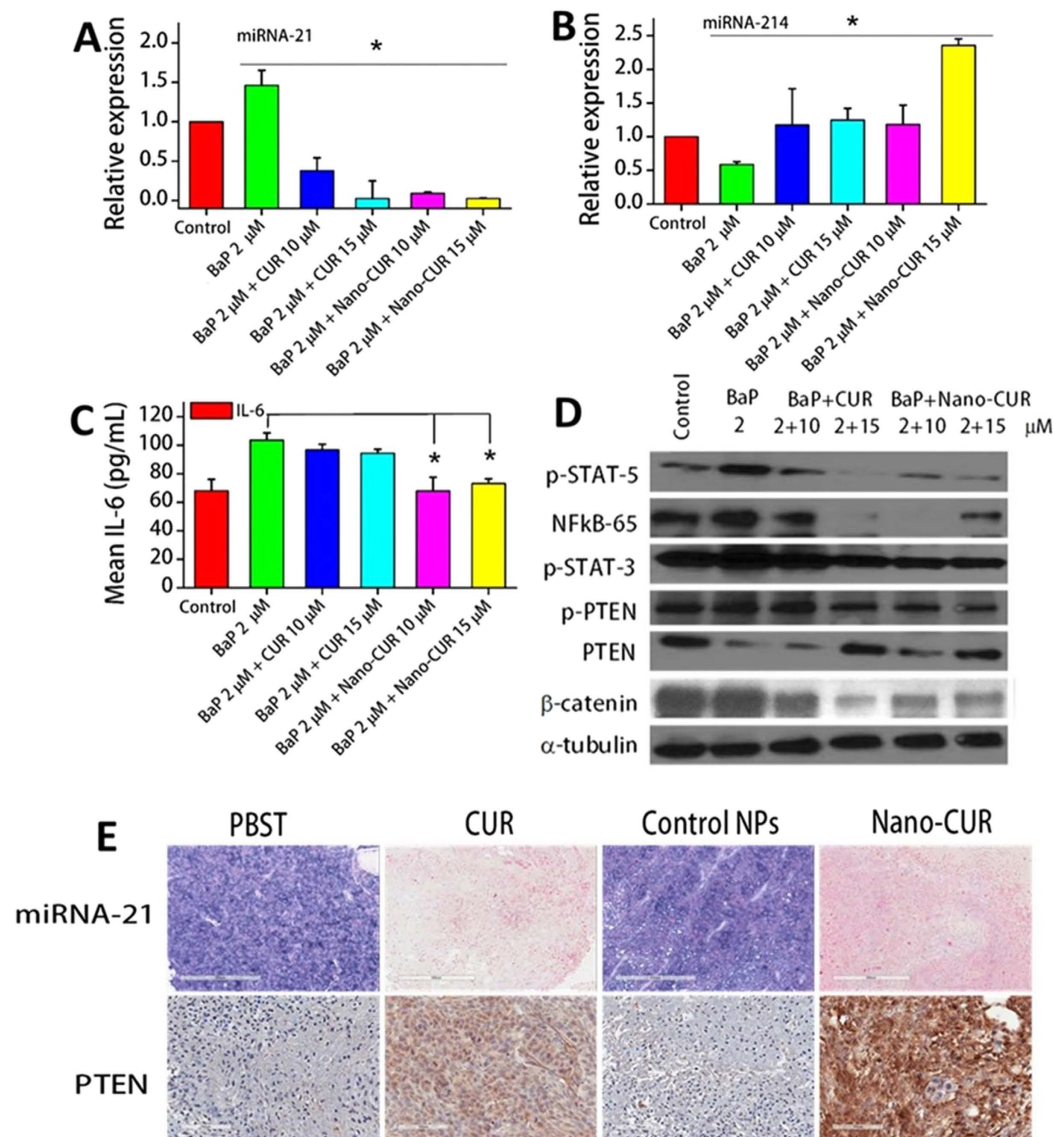 A
miRNA-21
*
Relative expression
2.0
1.5
1.0
0.5
0.0
Control
BaP 2 µM
BaP 2 µM + CUR 10 µM
BaP 2 µM + CUR 15 µM
BaP 2 µM + Nano-CUR 10 µM
BaP 2 µM + Nano-CUR 15 µM
B
miRNA-214
*
Relative expression
2.5
2.0
1.5
1.0
0.5
0.0
Control
BaP 2 µM
BaP 2 µM + CUR 10 µM
BaP 2 µM + CUR 15 µM
BaP 2 µM + Nano-CUR 10 µM
BaP 2 µM + Nano-CUR 15 µM
C
IL-6
Mean IL-6 (pg/mL)
120
100
80
60
40
20
0
* *
Control
BaP 2 µM
BaP 2 µM + CUR 10 µM
BaP 2 µM + CUR 15 µM
BaP 2 µM + Nano-CUR 10 µM
BaP 2 µM + Nano-CUR 15 µM
D
Control BaP BaP+CUR BaP+Nano-CUR
2 2+10 2+15 2+10 2+15 µM
p-STAT-5
NFkB-65
p-STAT-3
p-PTEN
PTEN
β-catenin
α-tubulin
E
PBST CUR Control NPs Nano-CUR
miRNA-21
PTEN